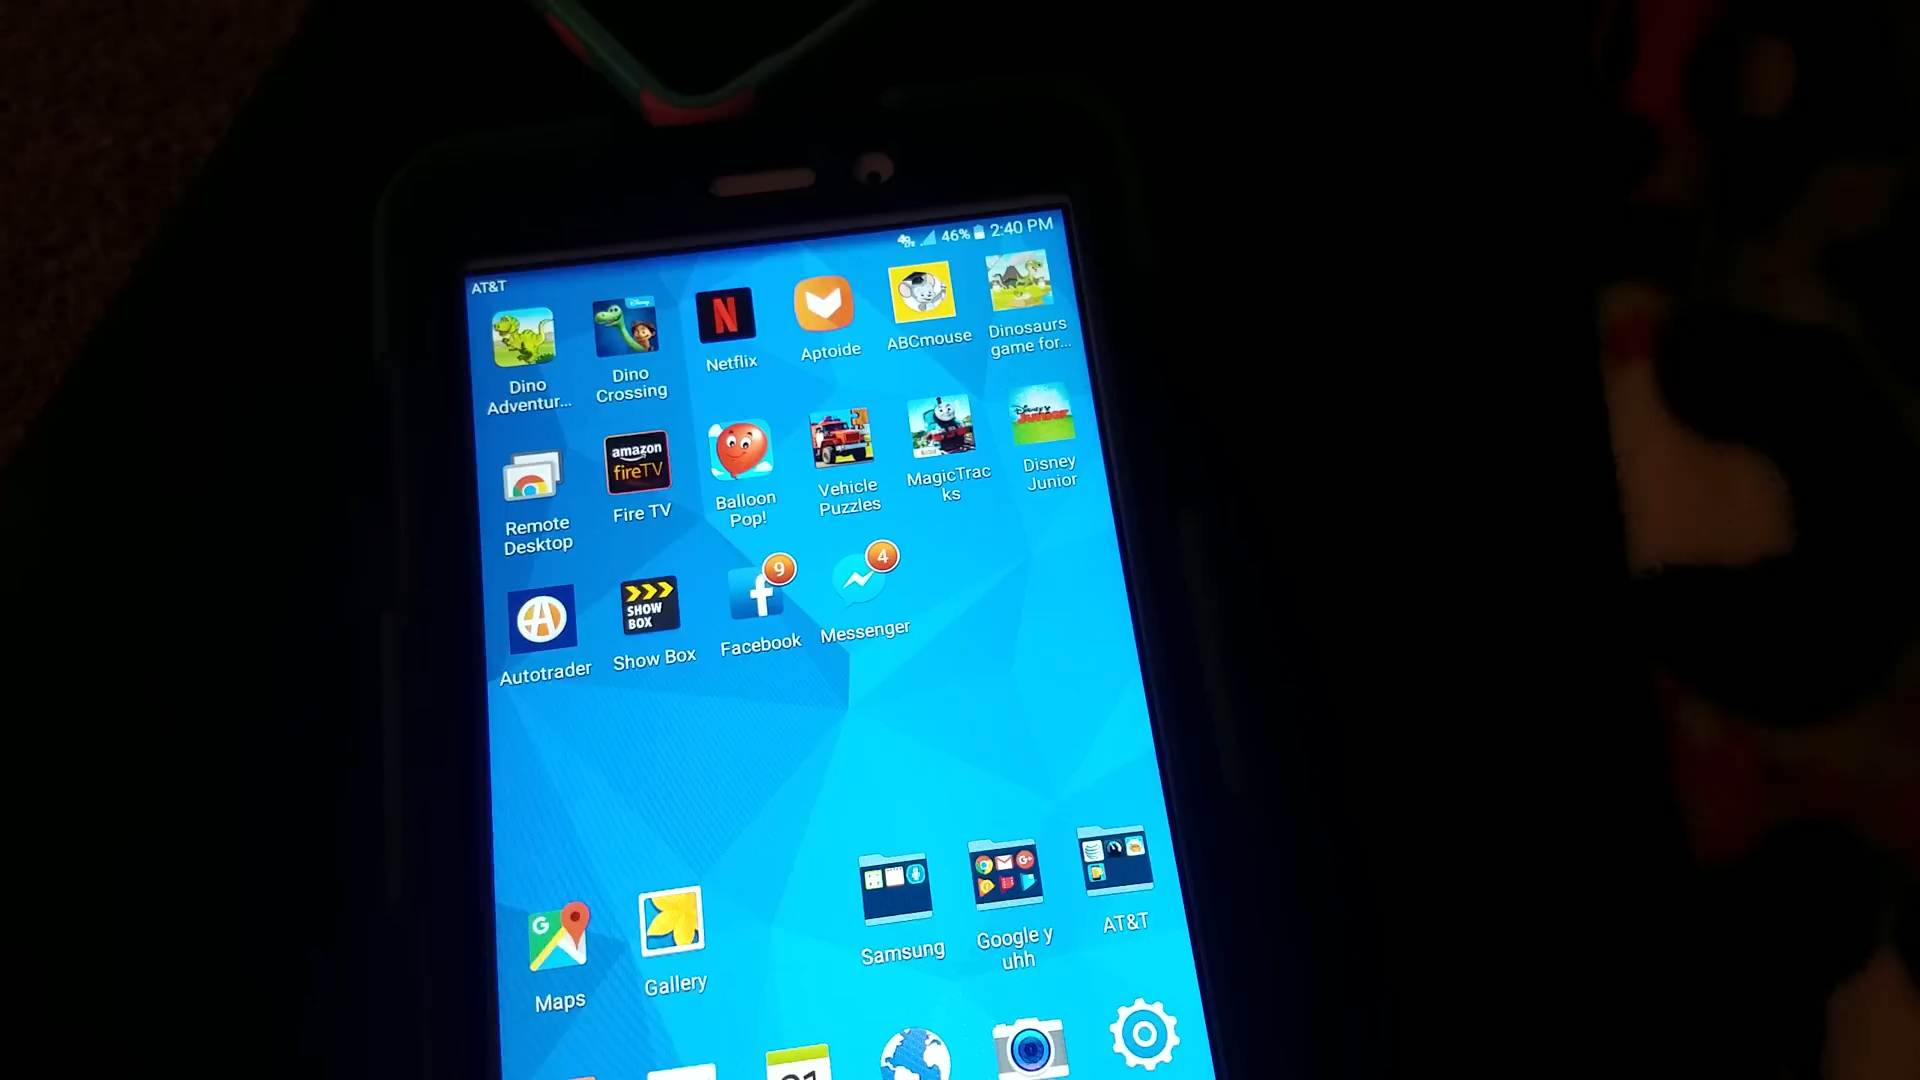 AT&T
46% 2:40 PM
Dino
Adventur...
Dino
Crossing
Netflix
Aptoide
ABCmouse
Dinosaurs
game for...
Remote
Desktop
amazon
fireTV
Fire TV
Balloon
Pop!
Vehicle
Puzzles
MagicTrac
ks
Disney
Junior
Disney
Junior
Autotrader
SHOW
BOX
Show Box
9
Facebook
4
Messenger
G
Maps
Gallery
Samsung
Google y
uhh
AT&T